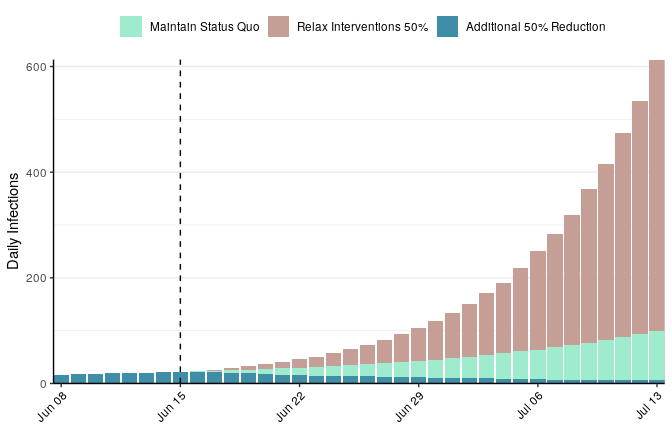 Maintain Status Quo Relax Interventions 50% Additional 50% Reduction
Daily Infections
600
400
200
0
Jun 08 Jun 15 Jun 22 Jun 29 Jul 06 Jul 13